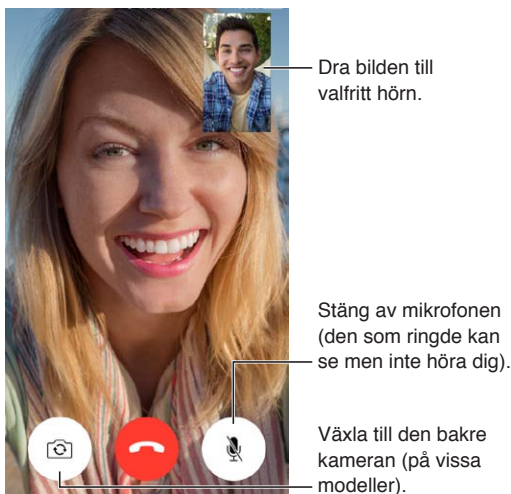 Dra bilden till
valfritt hörn.
Stäng av mikrofonen
(den som ringde kan
se men inte höra dig).
Växla till den bakre
kameran (på vissa
modeller).